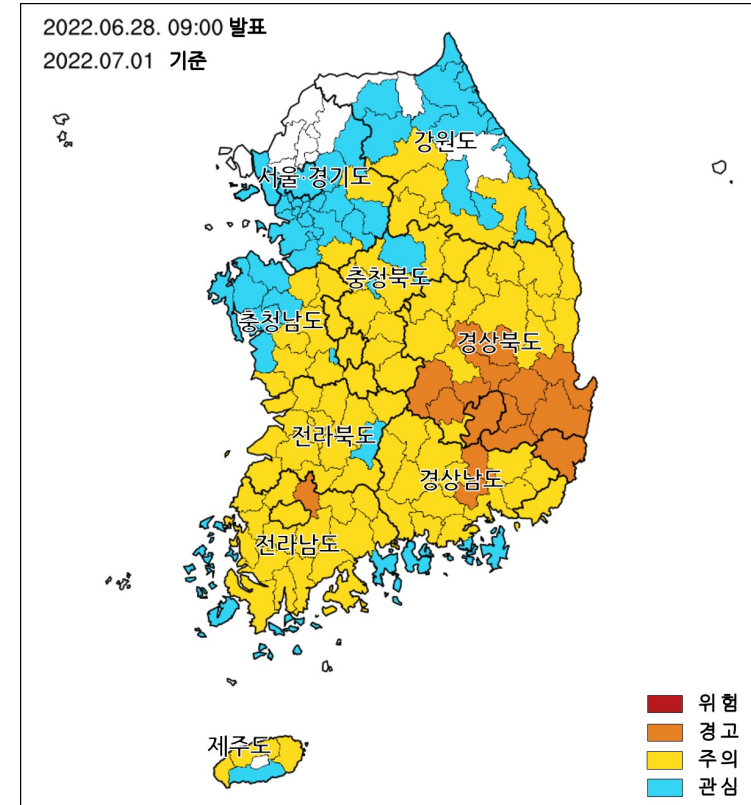 2022.06.28. 09:00 발표
2022.07.01 기준
강원도
서울·경기도
충청북도
충청남도
경상북도
전라북도
경상남도
전라남도
제주도
위험
경고
주의
관심